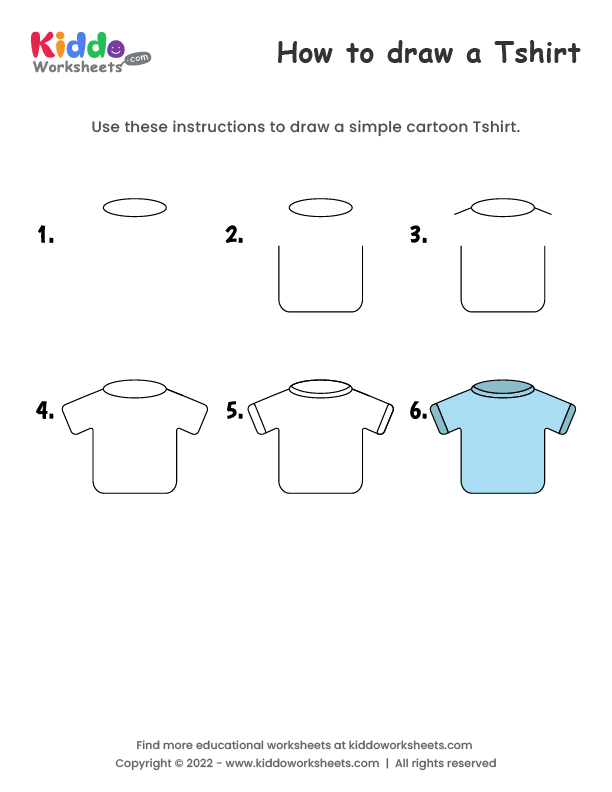 Kiddo
Worksheets.com
How to draw a Tshirt
Use these instructions to draw a simple cartoon Tshirt.
1.
2.
3.
4.
5.
6.
Find more educational worksheets at kiddoworksheets.com
Copyright © 2022 - www.kiddoworksheets.com | All rights reserved